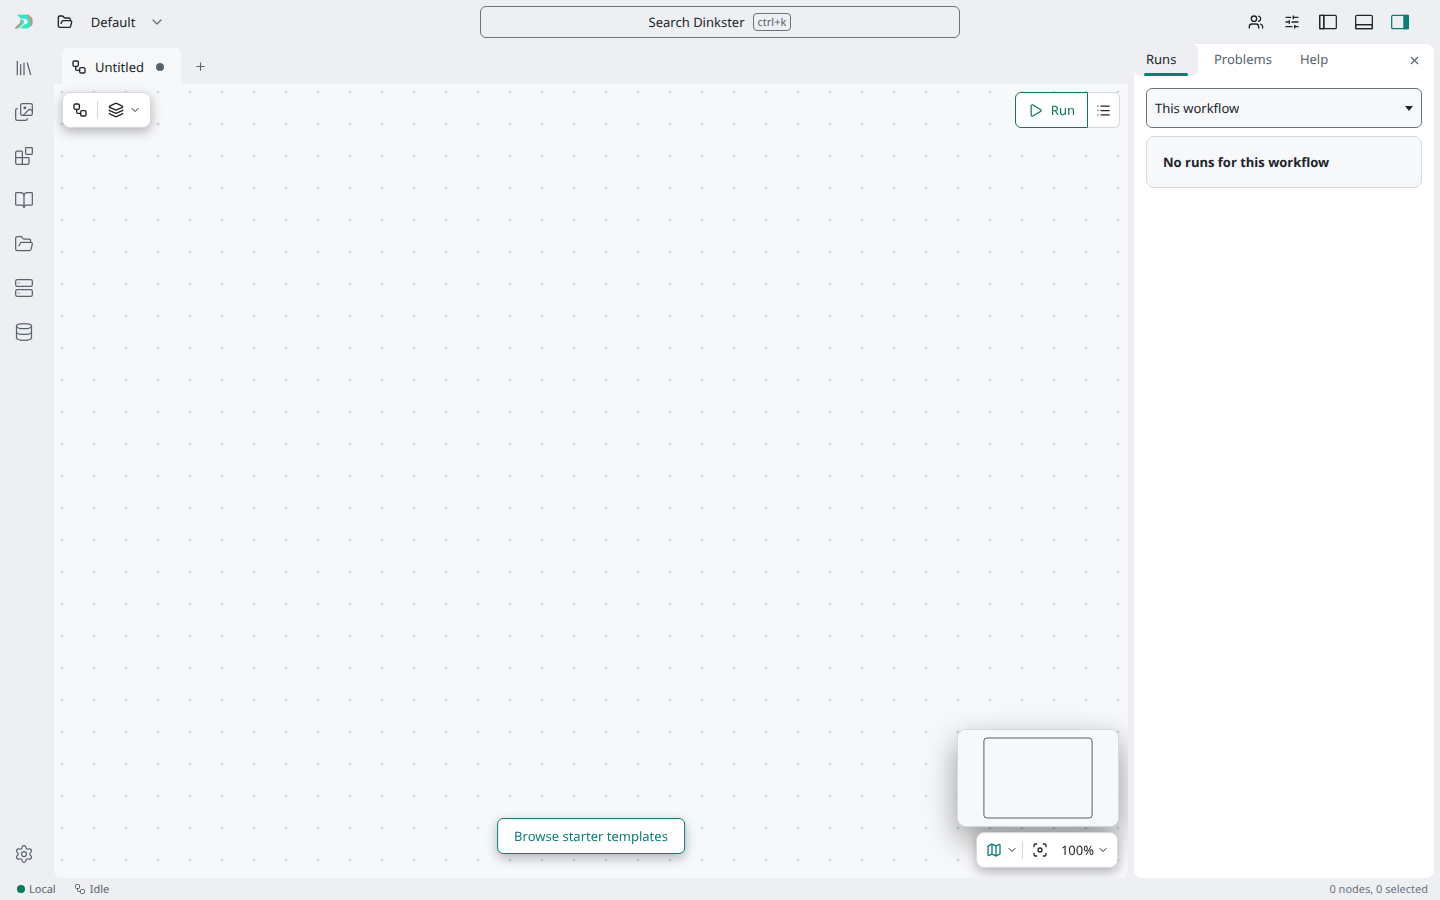 Default
Search Dinkster ctrl+k
Untitled
Run
Runs Problems Help
This workflow
No runs for this workflow
Browse starter templates
100%
Local Idle
0 nodes, 0 selected